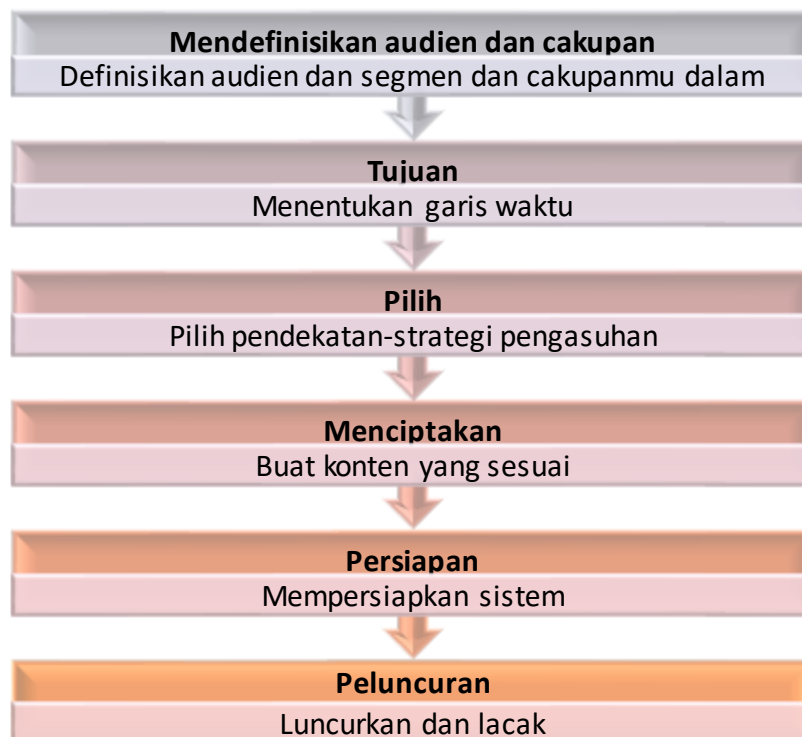 Mendefinisikan audien dan cakupan
Definisikan audien dan segmen dan cakupanmu dalam
Tujuan
Menentukan garis waktu
Pilih
Pilih pendekatan-strategi pengasuhan
Menciptakan
Buat konten yang sesuai
Persiapan
Mempersiapkan sistem
Peluncuran
Luncurkan dan lacak